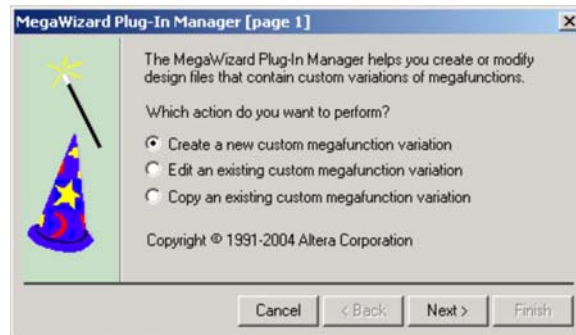 MegaWizard Plug-In Manager [page 1]
The MegaWizard Plug-In Manager helps you create or modify
design files that contain custom variations of megafunctions.
Which action do you want to perform?
Create a new custom megafunction variation
Edit an existing custom megafunction variation
Copy an existing custom megafunction variation
Copyright © 1991-2004 Altera Corporation
Cancel < Back Next > Finish